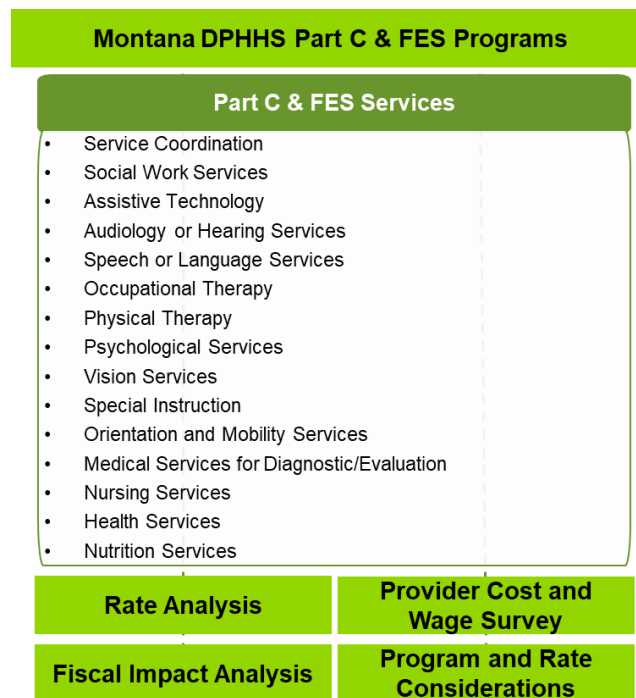 Montana DPHHS Part C & FES Programs
Part C & FES Services
• Service Coordination
• Social Work Services
• Assistive Technology
• Audiology or Hearing Services
• Speech or Language Services
• Occupational Therapy
• Physical Therapy
• Psychological Services
• Vision Services
• Special Instruction
• Orientation and Mobility Services
• Medical Services for Diagnostic/Evaluation
• Nursing Services
• Health Services
• Nutrition Services
Rate Analysis
Provider Cost and
Wage Survey
Fiscal Impact Analysis
Program and Rate
Considerations